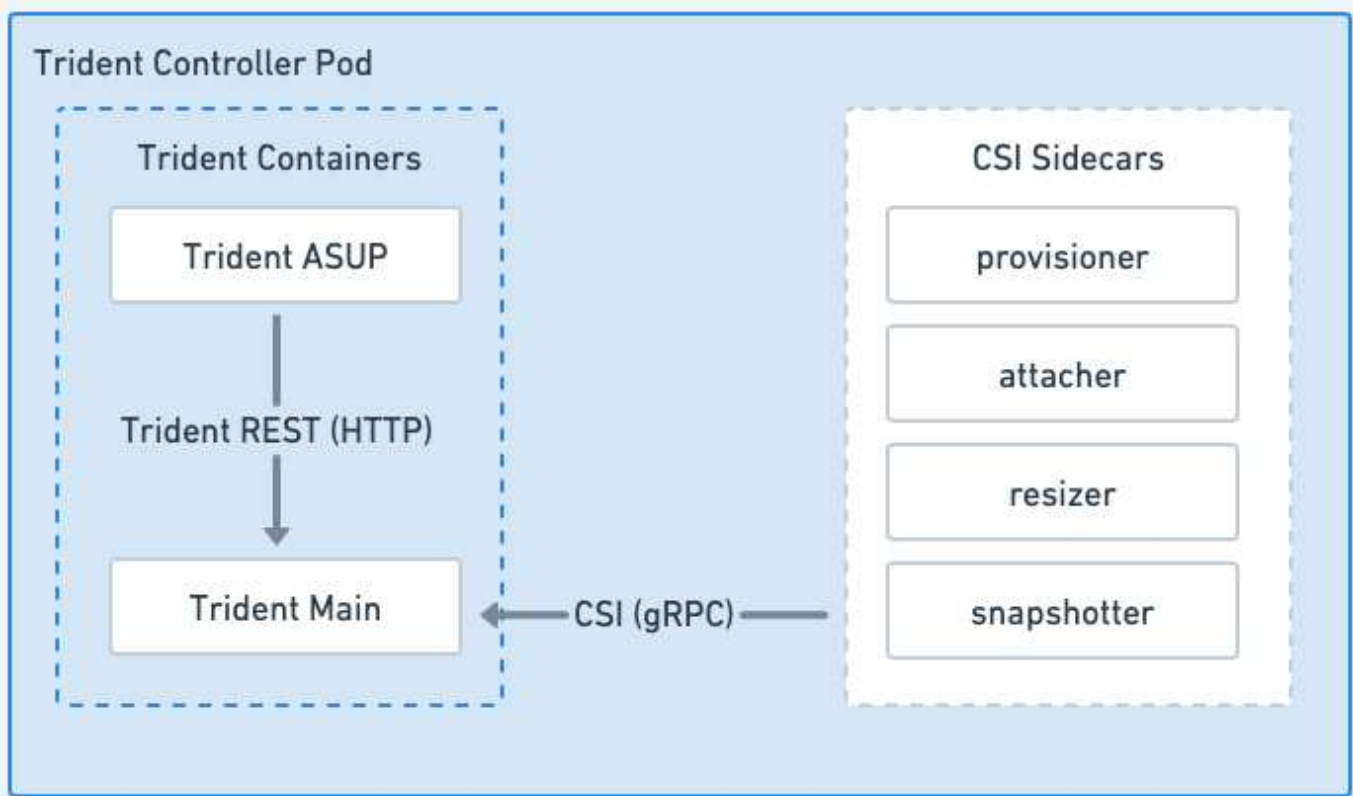 Trident Controller Pod
Trident Containers
Trident ASUP
Trident REST (HTTP)
Trident Main
CSI (gRPC)
CSI Sidecars
provisioner
attacher
resizer
snapshotter